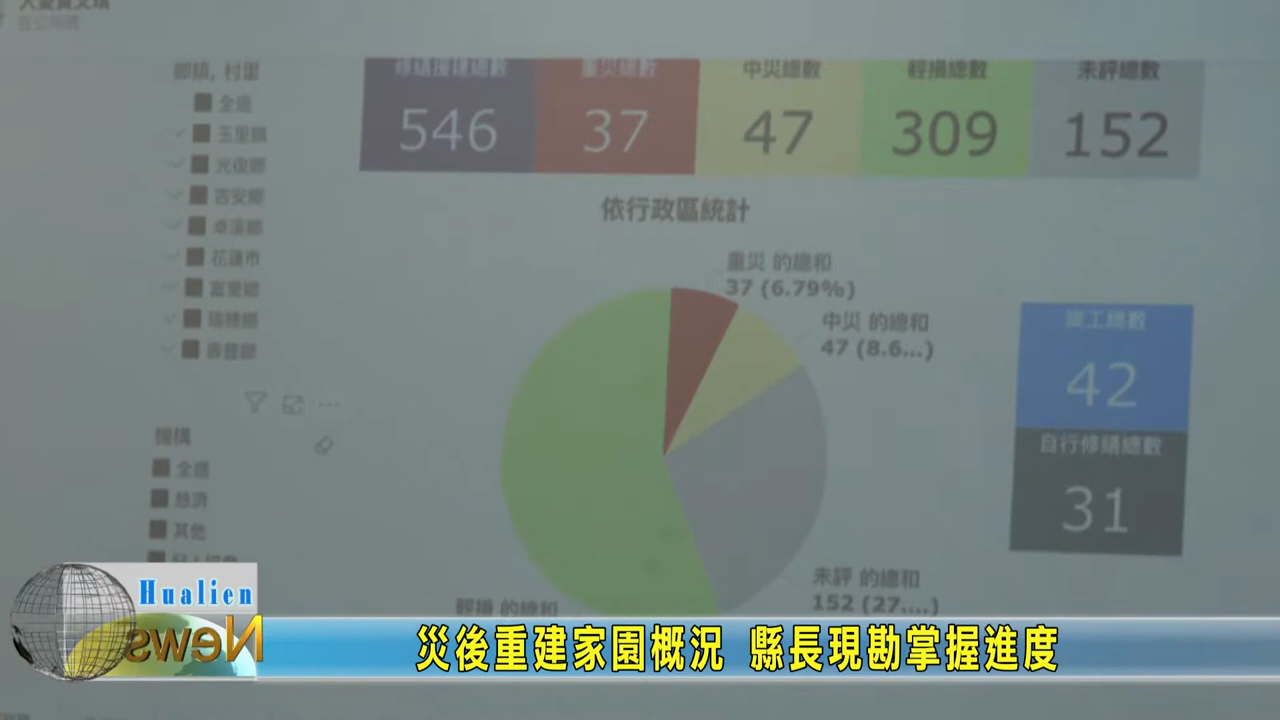 鄉鎮, 村里
全選
玉里鎮
光復鄉
吉安鄉
卓溪鄉
花蓮市
富里鄉
瑞穗鄉
壽豐鄉
機構
全選
慈濟
其他
重災總數
37
546
中災總數
47
輕損總數
309
未評總數
152
依行政區統計
重災 的總和
37 (6.79%)
中災 的總和
47 (8.6...)
未評 的總和
152 (27....)
輕損 的總和
竣工總數
42
自行修繕總數
31
Hualien
News
災後重建家園概況 縣長現勘掌握進度